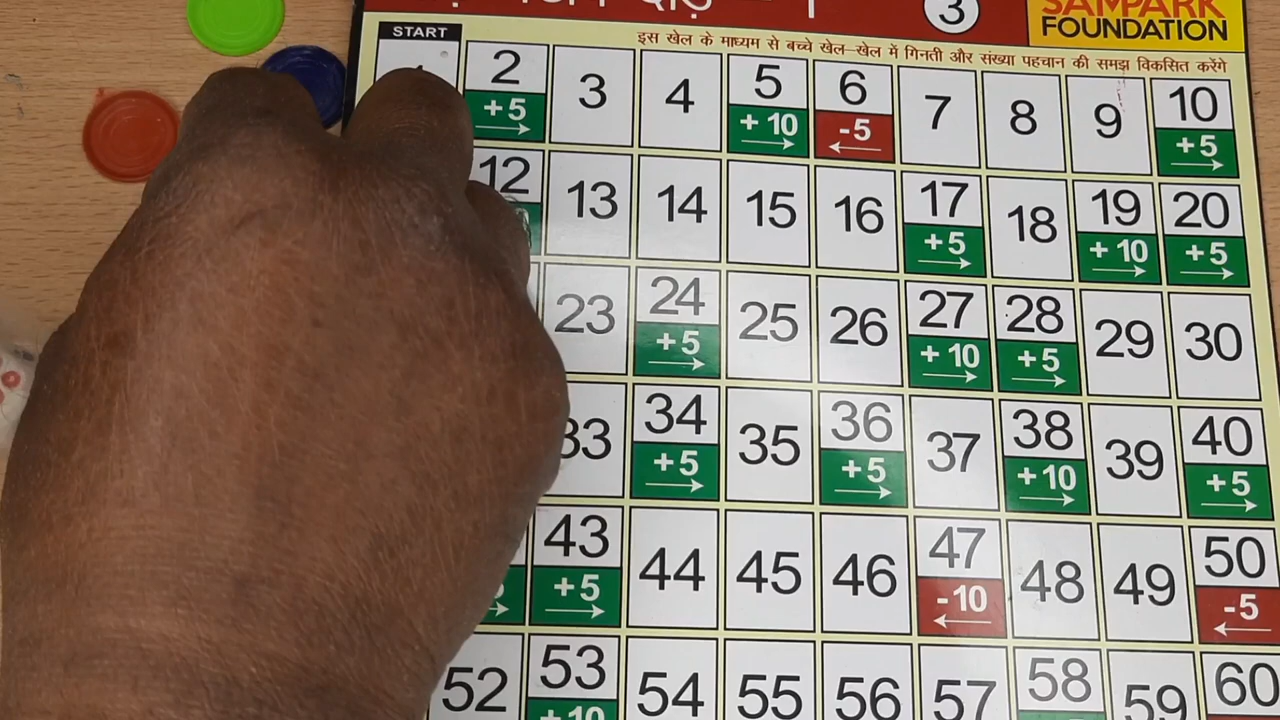 3
SAMPARK
FOUNDATION
START
इस खेल के माध्यम से बच्चे खेल–खेल में गिनती और संख्या पहचान की समझ विकसित करेंगे
2 3 4 5 6 7 8 9 10
+5 +10 -5 +5
12 13 14 15 16 17 18 19 20
+5 +10 +5
23 24 25 26 27 28 29 30
+5 +10 +5
33 34 35 36 37 38 39 40
+5 +5 +10 +5
43 44 45 46 47 48 49 50
+5 -10 -5
52 53 54 55 56 57 58 59 60
+10